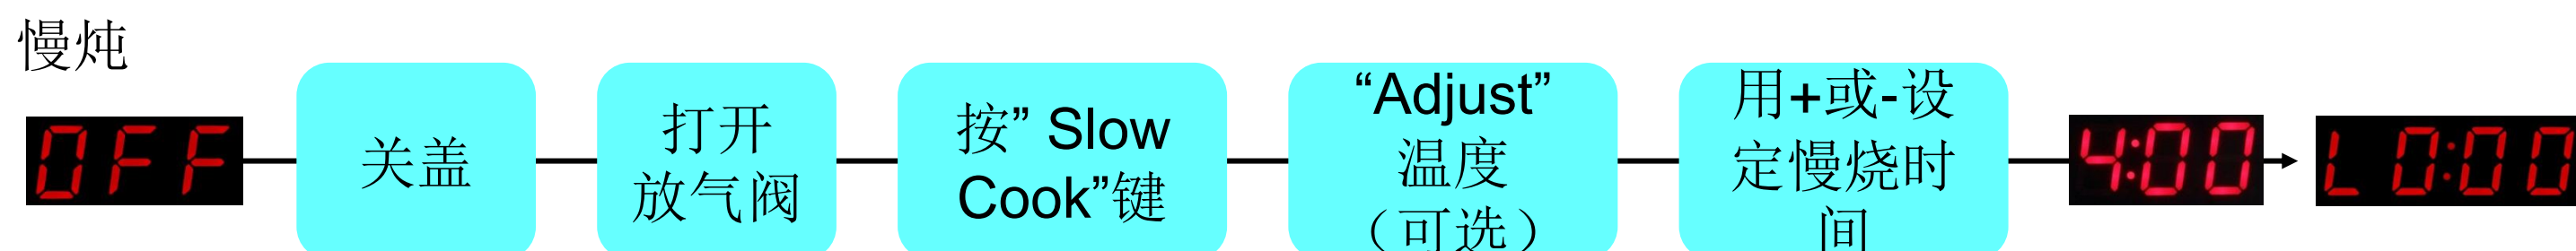 慢炖
OFF
关盖
打开
放气阀
按” Slow
Cook”键
“Adjust”
温度
（可选）
用+或-设
定慢烧时
间
4:00
L 0:00